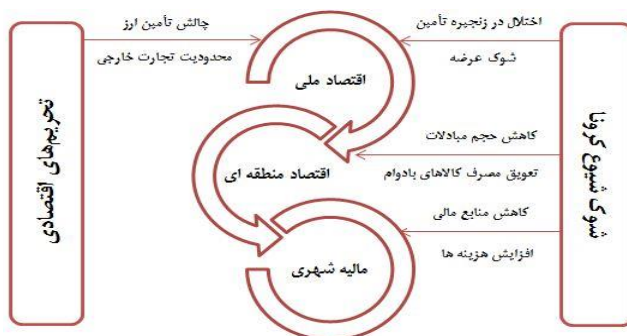 شوک شیوع کرونا
اختلال در زنجیره تأمین
شوک عرضه
کاهش حجم مبادلات
تعویق مصرف کالاهای بادوام
کاهش منابع مالی
افزایش هزینه ها
اقتصاد ملی
اقتصاد منطقه ای
مالیه شهری
چالش تأمین ارز
محدودیت تجارت خارجی
تحریم‌های اقتصادی